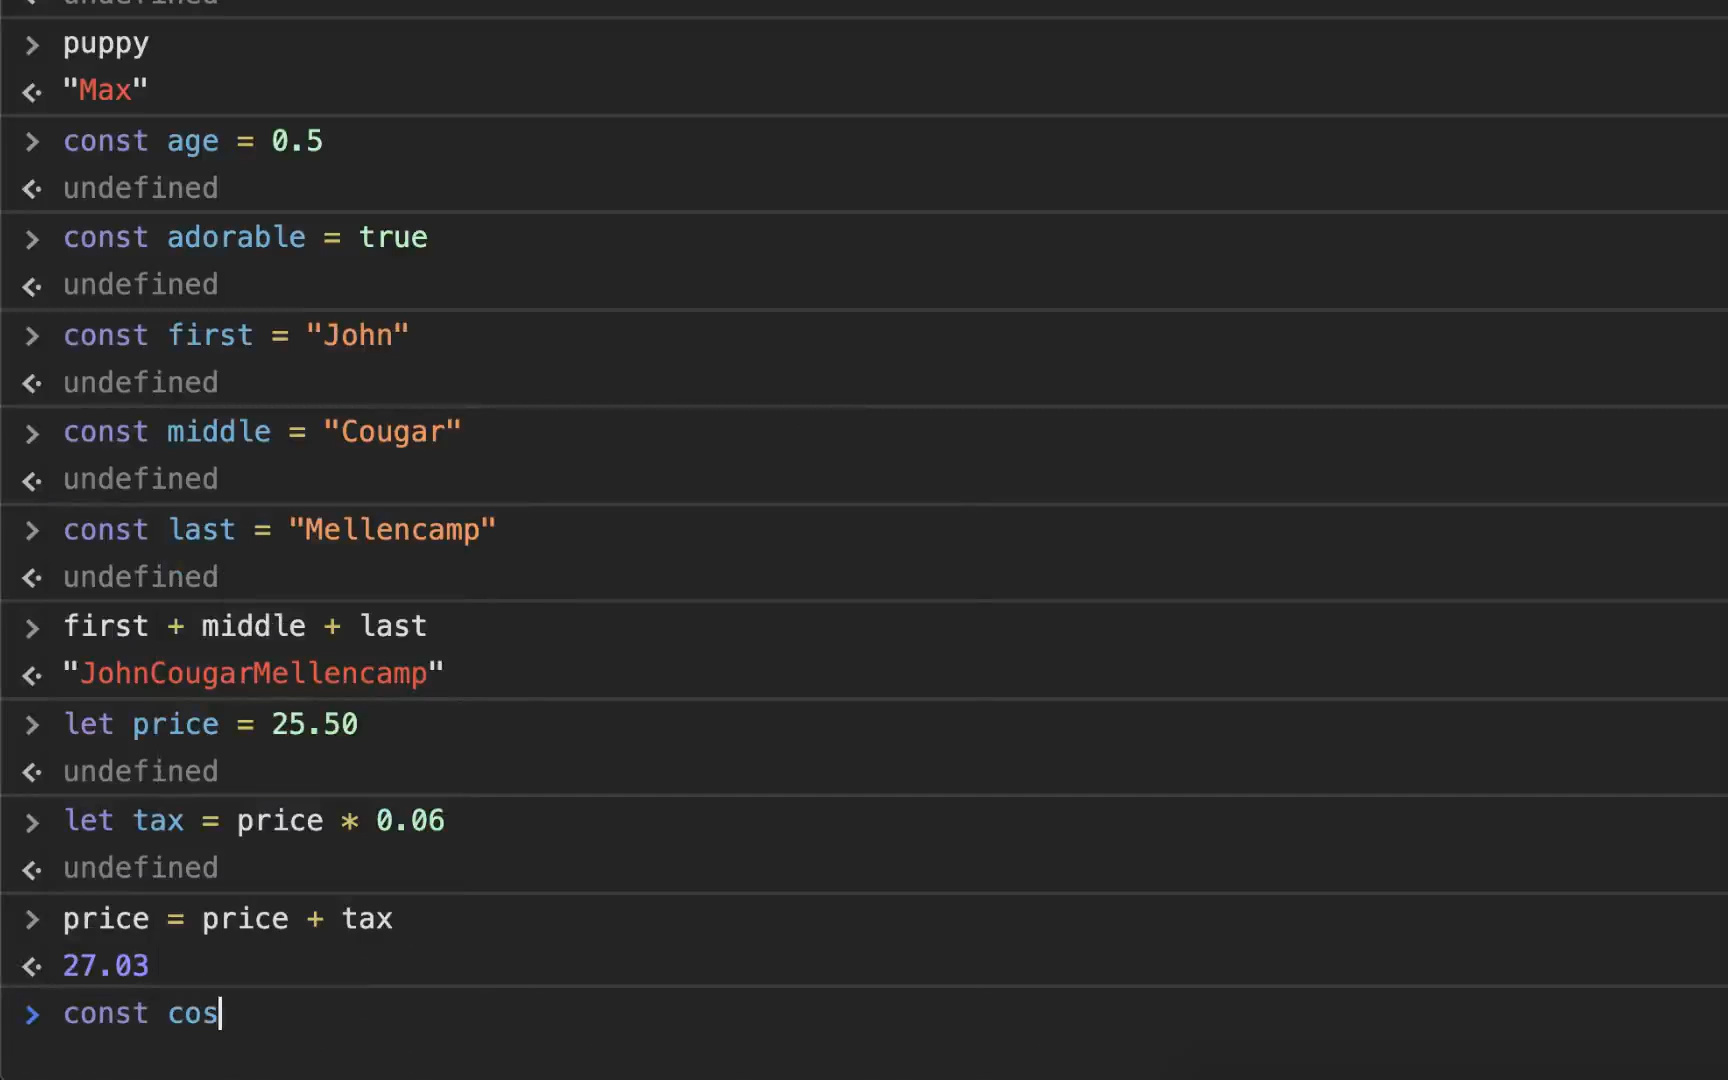 undefined
> puppy
<· "Max"
> const age = 0.5
<· undefined
> const adorable = true
<· undefined
> const first = "John"
<· undefined
> const middle = "Cougar"
<· undefined
> const last = "Mellencamp"
<· undefined
> first + middle + last
<· "JohnCougarMellencamp"
> let price = 25.50
<· undefined
> let tax = price * 0.06
<· undefined
> price = price + tax
<· 27.03
> const cos